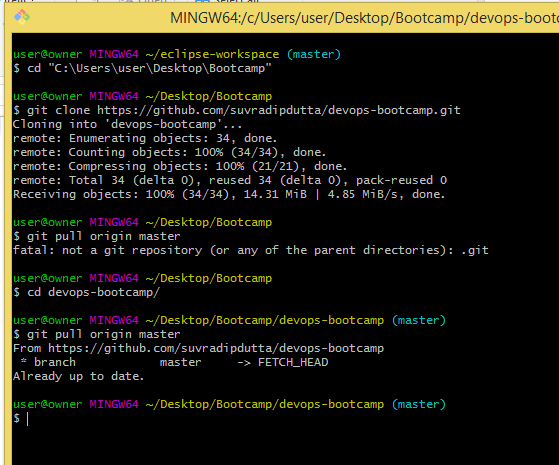 MINGW64:/c/Users/user/Desktop/Bootcamp/devops-bootc
user@owner MINGW64 ~/eclipse-workspace (master)
$ cd "C:\Users\user\Desktop\Bootcamp"
user@owner MINGW64 ~/Desktop/Bootcamp
$ git clone https://github.com/suvradipdutta/devops-bootcamp.git
Cloning into 'devops-bootcamp'...
remote: Enumerating objects: 34, done.
remote: Counting objects: 100% (34/34), done.
remote: Compressing objects: 100% (21/21), done.
remote: Total 34 (delta 0), reused 34 (delta 0), pack-reused 0
Receiving objects: 100% (34/34), 14.31 MiB | 4.85 MiB/s, done.
user@owner MINGW64 ~/Desktop/Bootcamp
$ git pull origin master
fatal: not a git repository (or any of the parent directories): .git
user@owner MINGW64 ~/Desktop/Bootcamp
$ cd devops-bootcamp/
user@owner MINGW64 ~/Desktop/Bootcamp/devops-bootcamp (master)
$ git pull origin master
From https://github.com/suvradipdutta/devops-bootcamp
 * branch            master     -> FETCH_HEAD
Already up to date.
user@owner MINGW64 ~/Desktop/Bootcamp/devops-bootcamp (master)
$